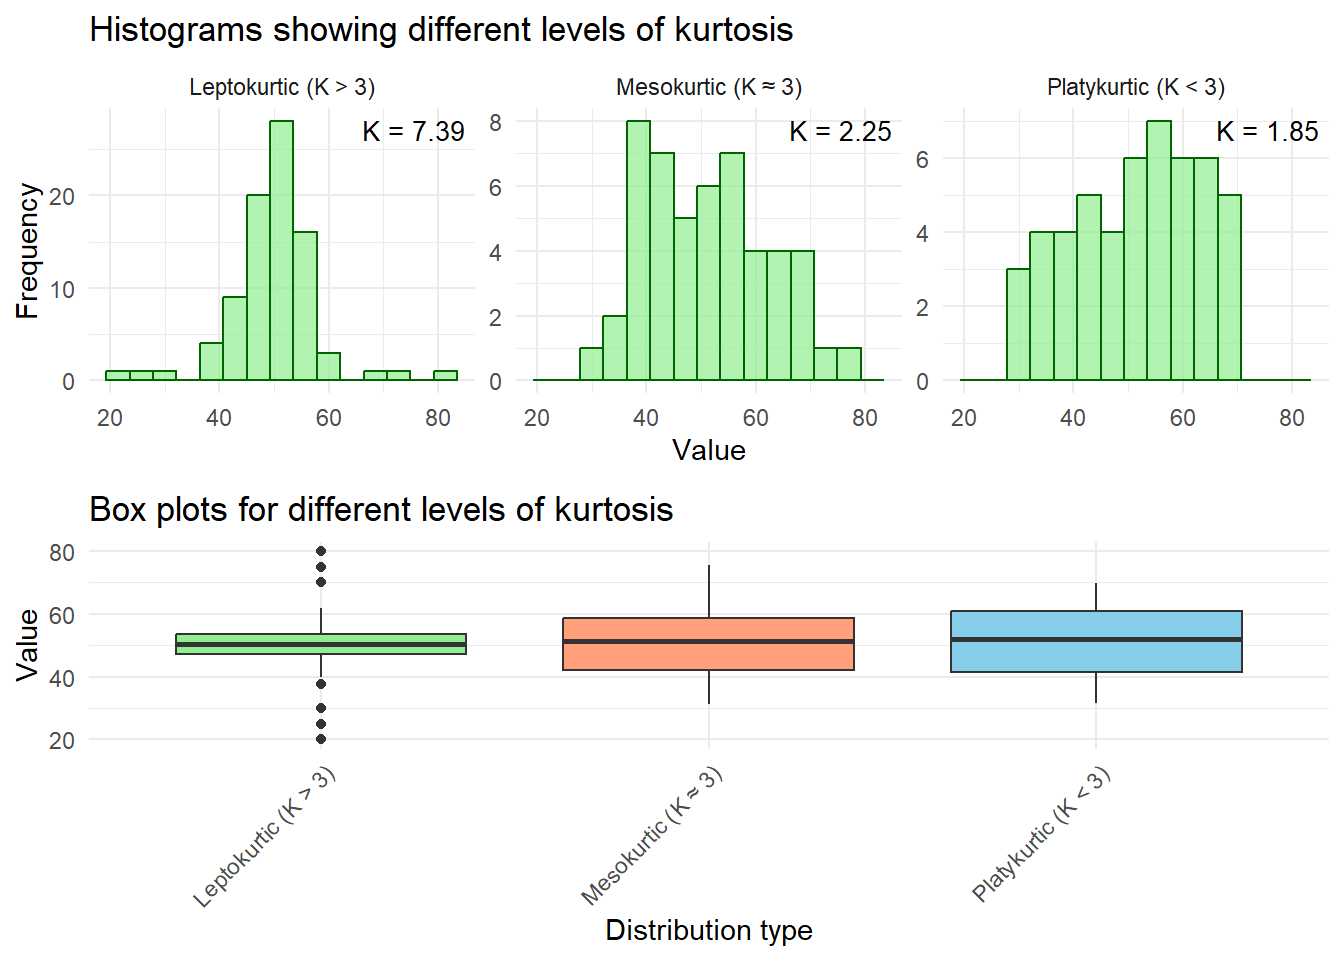 Histograms showing different levels of kurtosis
Leptokurtic (K > 3)
Mesokurtic (K ≈ 3)
Platykurtic (K < 3)
K = 7.39
K = 2.25
K = 1.85
Frequency
20
10
0
8
6
4
2
0
6
4
2
0
20 40 60 80
20 40 60 80
20 40 60 80
Value
Box plots for different levels of kurtosis
Value
80
60
40
20
Leptokurtic (K > 3)
Mesokurtic (K ≈ 3)
Platykurtic (K < 3)
Distribution type